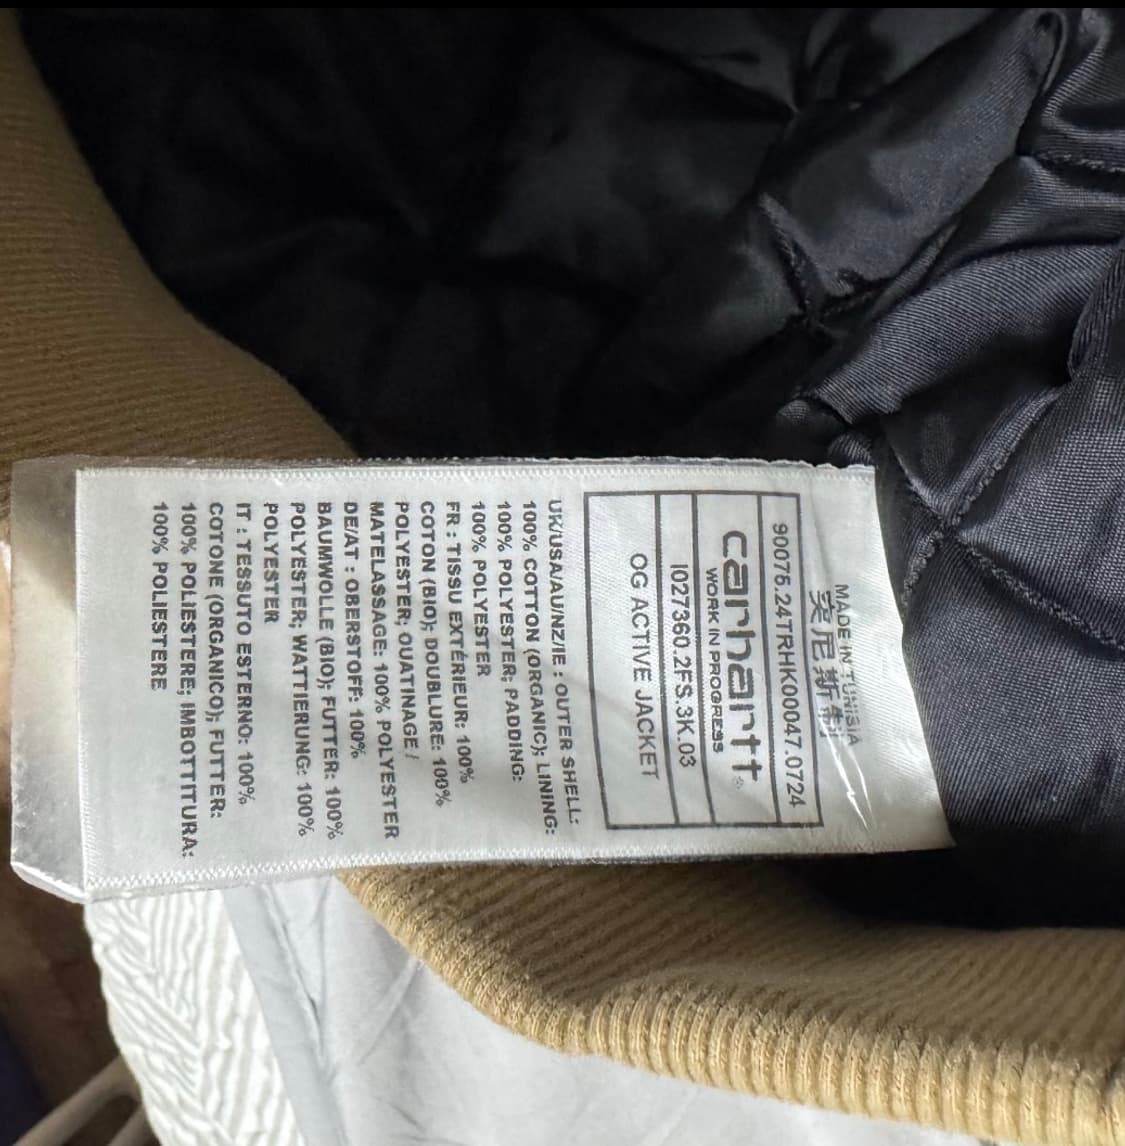 MADE IN TUNISIA
突尼斯制
90075.24TRHK00047.0724
carhartt
WORK IN PROGRESS
I027360.2FS.3K.03
OG ACTIVE JACKET
UK/USA/AU/NZ/IE : OUTER SHELL:
100% COTTON (ORGANIC); LINING:
100% POLYESTER; PADDING:
100% POLYESTER
FR : TISSU EXTÉRIEUR: 100%
COTON (BIO); DOUBLURE: 100%
POLYESTER; OUATINAGE /
MATELASSAGE: 100% POLYESTER
DE/AT : OBERSTOFF: 100%
BAUMWOLLE (BIO); FUTTER: 100%
POLYESTER; WATTIERUNG: 100%
POLYESTER
IT : TESSUTO ESTERNO: 100%
COTONE (ORGANICO); FUTTER:
100% POLIESTERE; IMBOTTITURA:
100% POLIESTERE